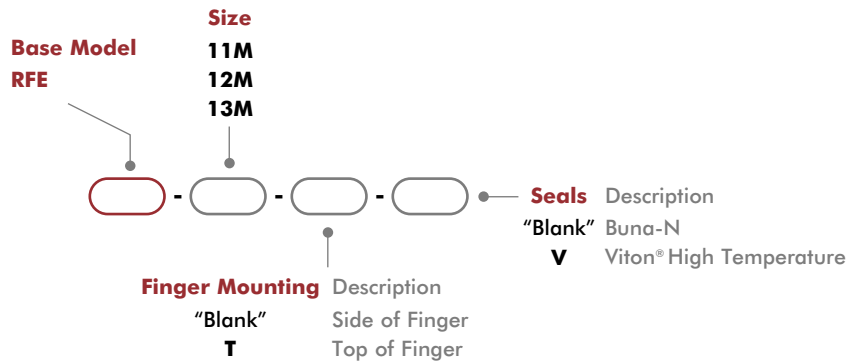 Size
11M
12M
13M
Base Model
RFE
- - -
Seals Description
"Blank" Buna-N
V Viton® High Temperature
Finger Mounting Description
"Blank" Side of Finger
T Top of Finger